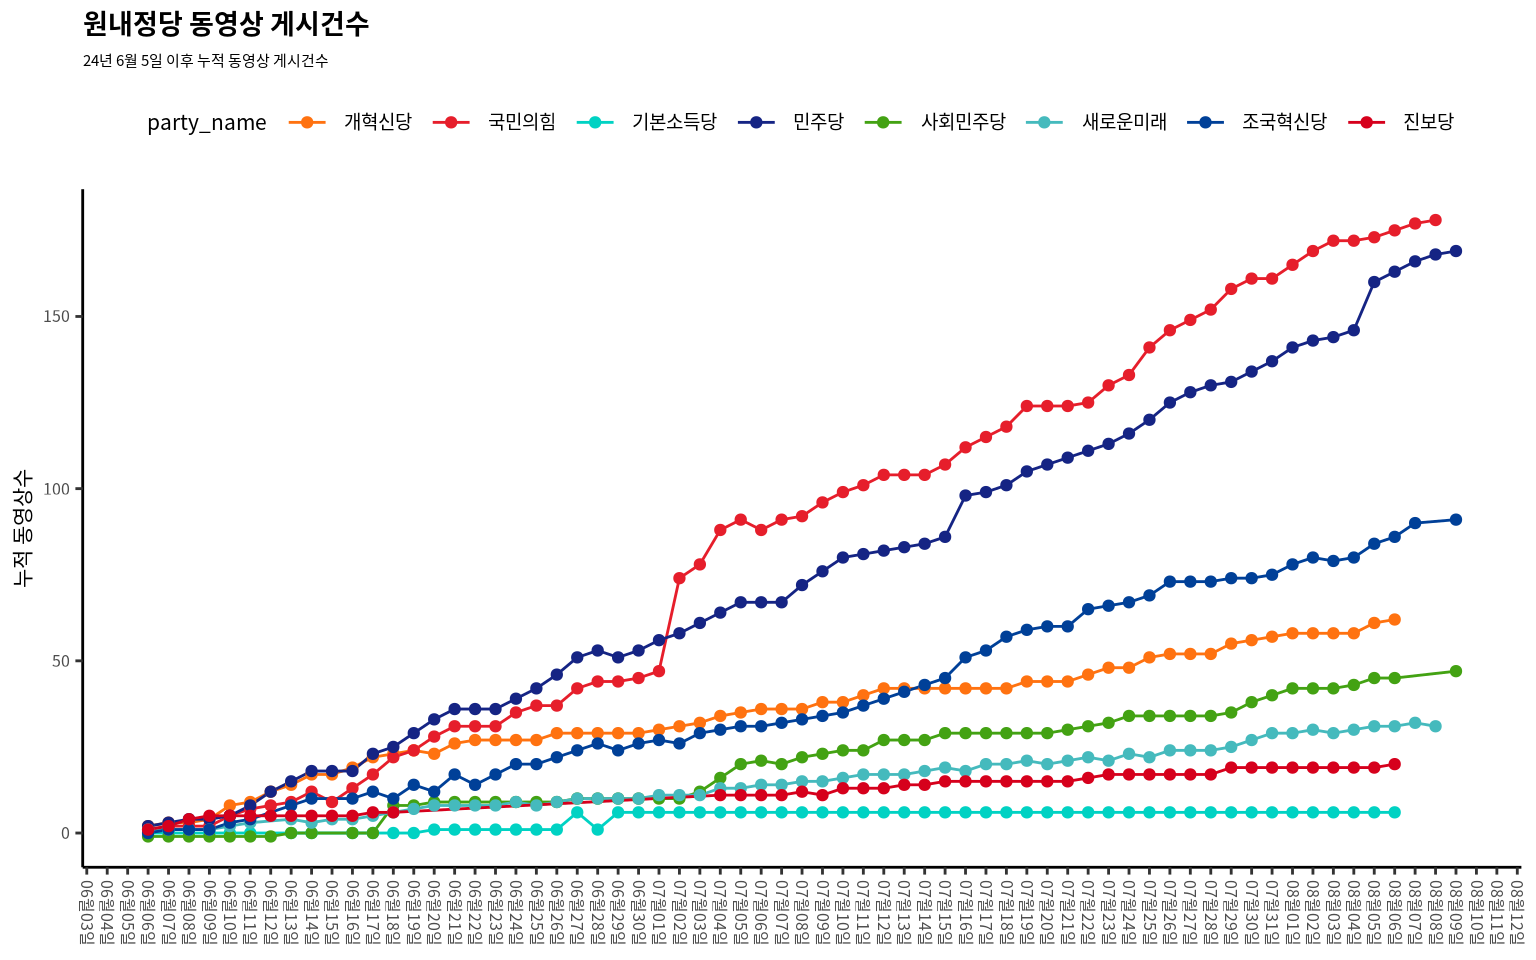 원내정당 동영상 게시건수
24년 6월 5일 이후 누적 동영상 게시건수
party_name 개혁신당 국민의힘 기본소득당 민주당 사회민주당 새로운미래 조국혁신당 진보당
누적 동영상수
150
100
50
0
06월03일
06월04일
06월05일
06월06일
06월07일
06월08일
06월09일
06월10일
06월11일
06월12일
06월13일
06월14일
06월15일
06월16일
06월17일
06월18일
06월19일
06월20일
06월21일
06월22일
06월23일
06월24일
06월25일
06월26일
06월27일
06월28일
06월29일
06월30일
07월01일
07월02일
07월03일
07월04일
07월05일
07월06일
07월07일
07월08일
07월09일
07월10일
07월11일
07월12일
07월13일
07월14일
07월15일
07월16일
07월17일
07월18일
07월19일
07월20일
07월21일
07월22일
07월23일
07월24일
07월25일
07월26일
07월27일
07월28일
07월29일
07월30일
07월31일
08월01일
08월02일
08월03일
08월04일
08월05일
08월06일
08월07일
08월08일
08월09일
08월10일
08월11일
08월12일